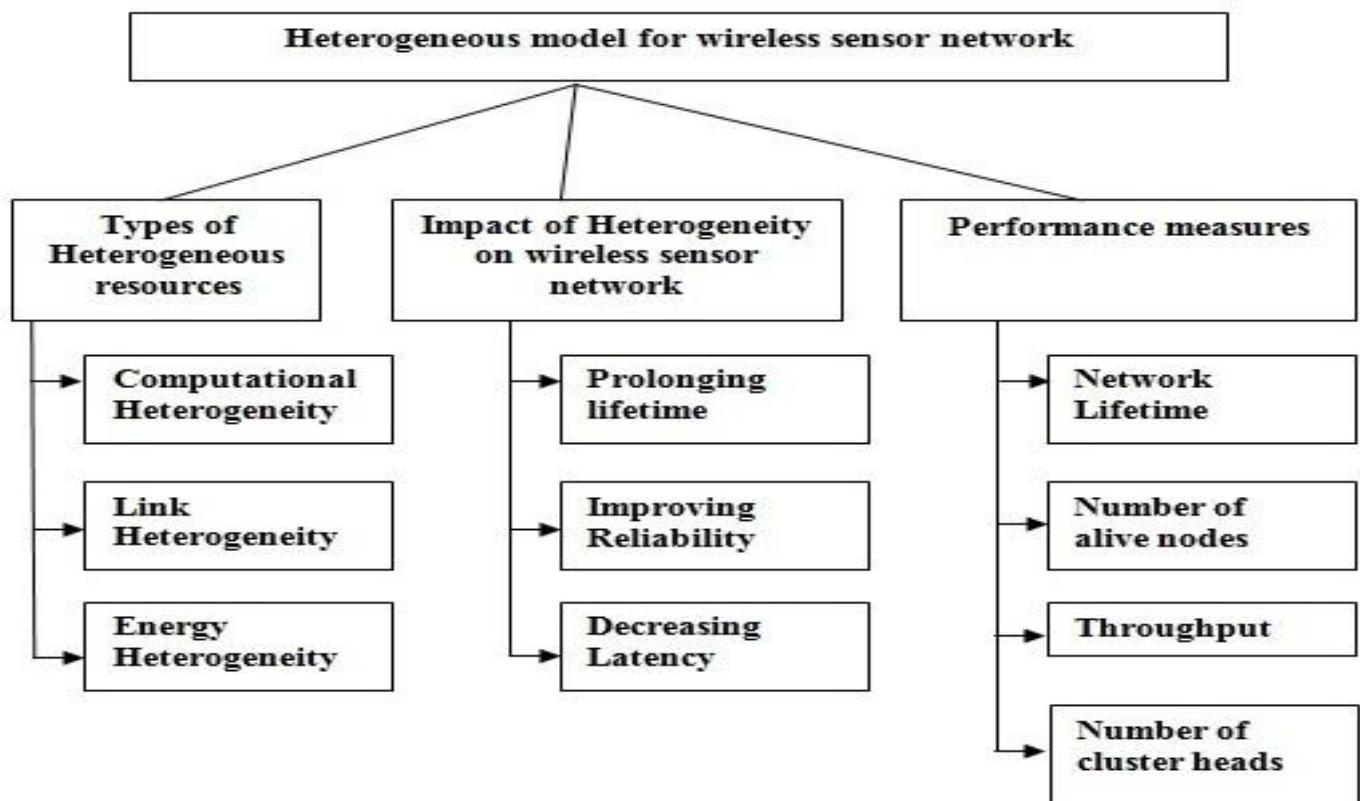 Heterogeneous model for wireless sensor network
Types of
Heterogeneous
resources
Computational
Heterogeneity
Link
Heterogeneity
Energy
Heterogeneity
Impact of Heterogeneity
on wireless sensor
network
Prolonging
lifetime
Improving
Reliability
Decreasing
Latency
Performance measures
Network
Lifetime
Number of
alive nodes
Throughput
Number of
cluster heads